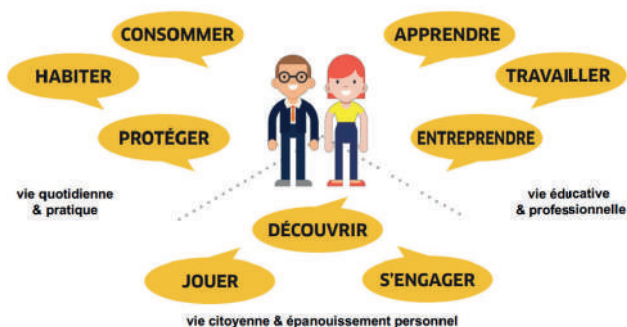 CONSOMMER
HABITER
PROTÉGER
vie quotidienne
& pratique
APPRENDRE
TRAVAILLER
ENTREPRENDRE
vie éducative
& professionnelle
DÉCOUVRIR
JOUER
S'ENGAGER
vie citoyenne & épanouissement personnel